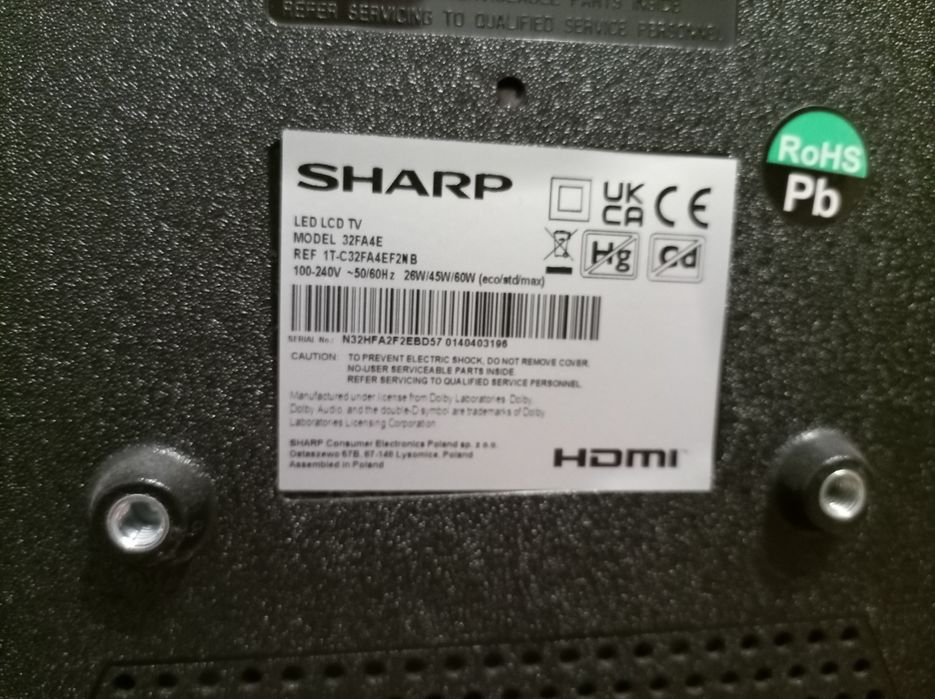 REFER SERVICING TO QUALIFIED SERVICE PERSONNEL
RoHS
Pb
SHARP
UK
CA
CE
LED LCD TV
MODEL 32FA4E
REF 1T-C32FA4EF2NB
Hg
Cd
100-240V ~50/60Hz 26W/45W/60W (eco/std/max)
SERIAL No.: N32HFA2F2EBD57 0140403196
CAUTION: TO PREVENT ELECTRIC SHOCK, DO NOT REMOVE COVER.
NO-USER SERVICEABLE PARTS INSIDE.
REFER SERVICING TO QUALIFIED SERVICE PERSONNEL.
Manufactured under license from Dolby Laboratories. Dolby,
Dolby Audio, and the double-D symbol are trademarks of Dolby
Laboratories Licensing Corporation
SHARP Consumer Electronics Poland sp. z o.o.
Ostaszewo 57B, 87-148 Lysomice, Poland
Assembled in Poland
HDMI